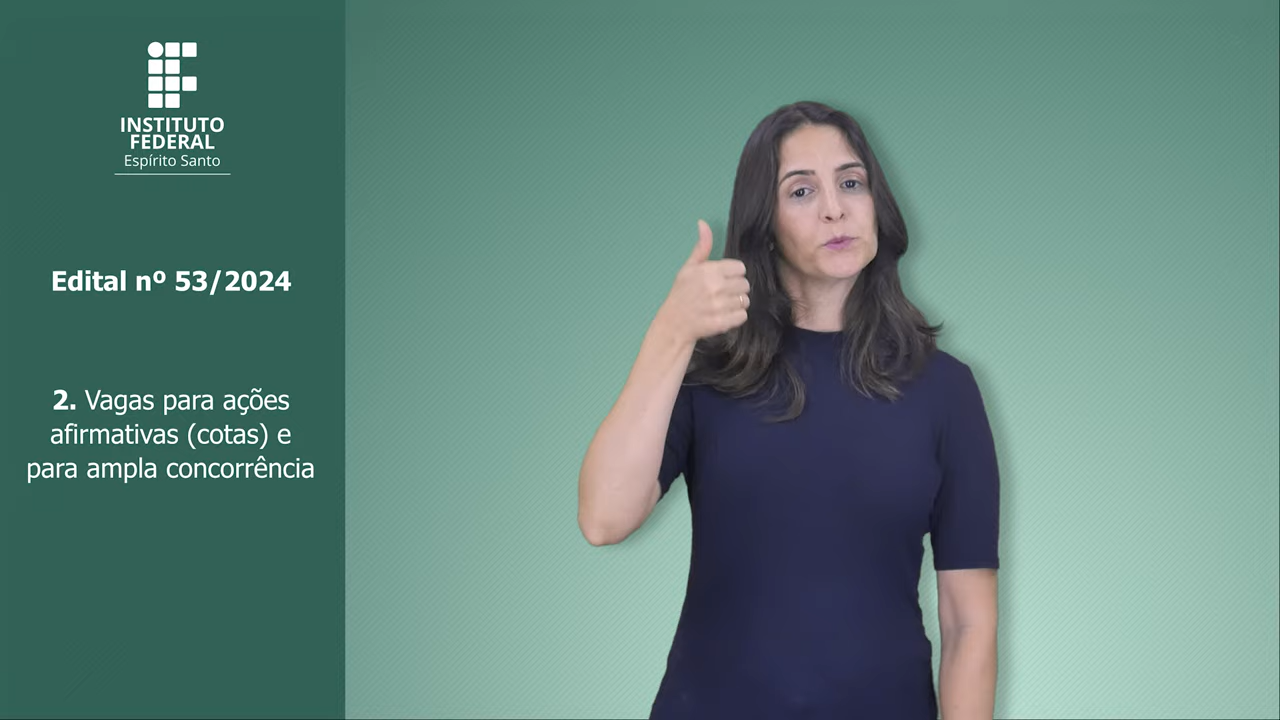 INSTITUTO
FEDERAL
Espírito Santo
Edital nº 53/2024
2. Vagas para ações
afirmativas (cotas) e
para ampla concorrência